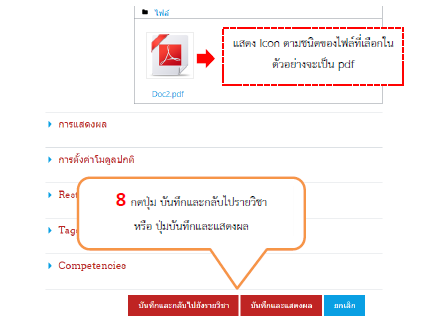 ไฟล์
แสดง Icon ตามชนิดของไฟล์ที่เลือกใน
ตัวอย่างจะเป็น pdf
Doc2.pdf
การแสดงผล
การตั้งค่าโมดูลปกติ
8 กดปุ่ม บันทึกและกลับไปรายวิชา
หรือ ปุ่มบันทึกและแสดงผล
Competencies
บันทึกและกลับไปยังรายวิชา บันทึกและแสดงผล ยกเลิก